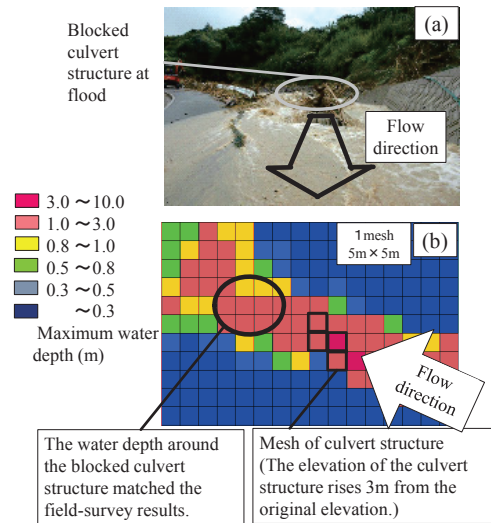 Blocked
culvert
structure at
flood
(a)
Flow
direction
3.0 ～10.0
1.0 ～ 3.0
0.8 ～ 1.0
0.5 ～ 0.8
0.3 ～ 0.5
～0.3
Maximum water
depth (m)
1mesh
5m×5m
(b)
Flow
direction
The water depth around
the blocked culvert
structure matched the
field-survey results.
Mesh of culvert structure
(The elevation of the culvert
structure rises 3m from the
original elevation.)